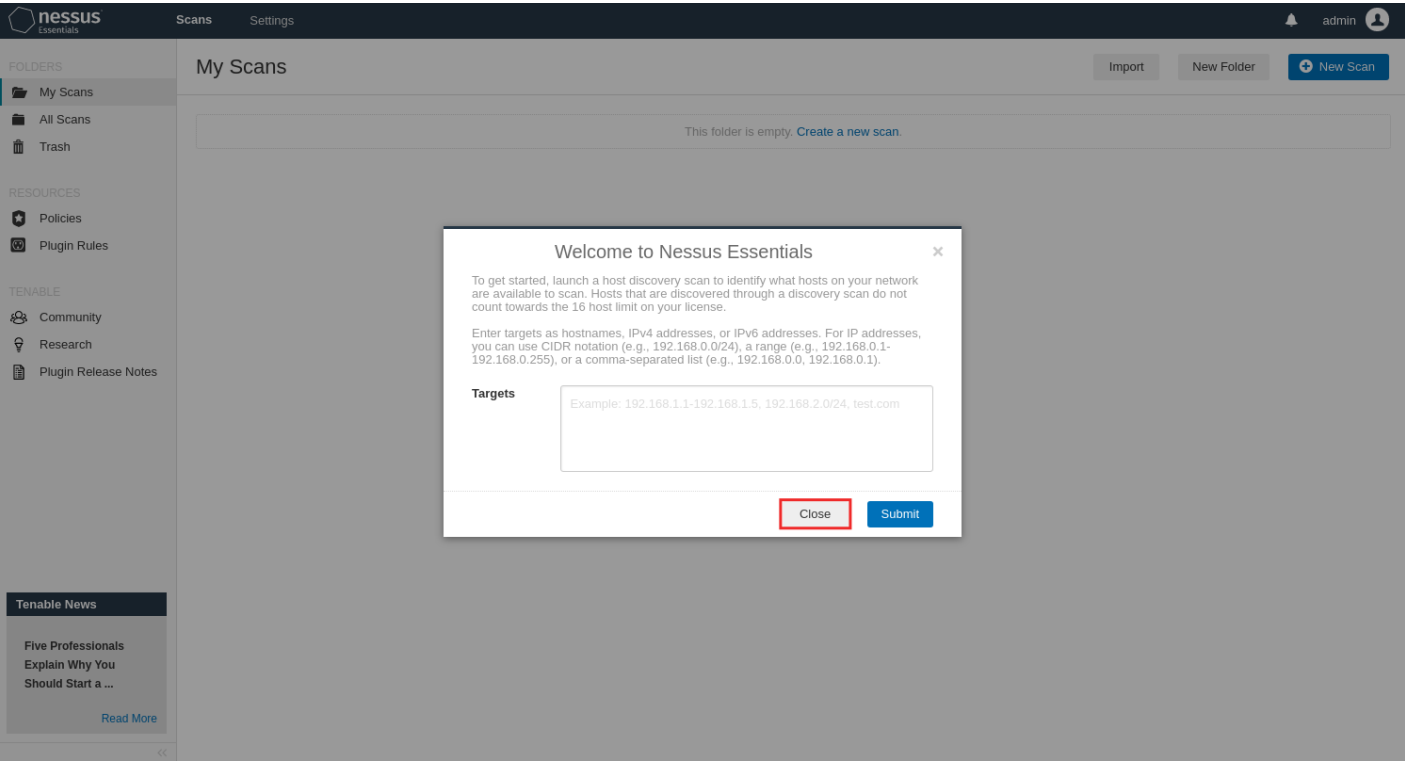 nessus
Essentials
Scans
Settings
admin
FOLDERS
My Scans
All Scans
Trash
RESOURCES
Policies
Plugin Rules
TENABLE
Community
Research
Plugin Release Notes
Tenable News
Five Professionals
Explain Why You
Should Start a ...
Read More
My Scans
Import
New Folder
New Scan
This folder is empty. Create a new scan.
Welcome to Nessus Essentials
To get started, launch a host discovery scan to identify what hosts on your network
are available to scan. Hosts that are discovered through a discovery scan do not
count towards the 16 host limit on your license.
Enter targets as hostnames, IPv4 addresses, or IPv6 addresses. For IP addresses,
you can use CIDR notation (e.g., 192.168.0.0/24), a range (e.g., 192.168.0.1-
192.168.0.255), or a comma-separated list (e.g., 192.168.0.0, 192.168.0.1).
Targets
Example: 192.168.1.1-192.168.1.5, 192.168.2.0/24, test.com
Close
Submit